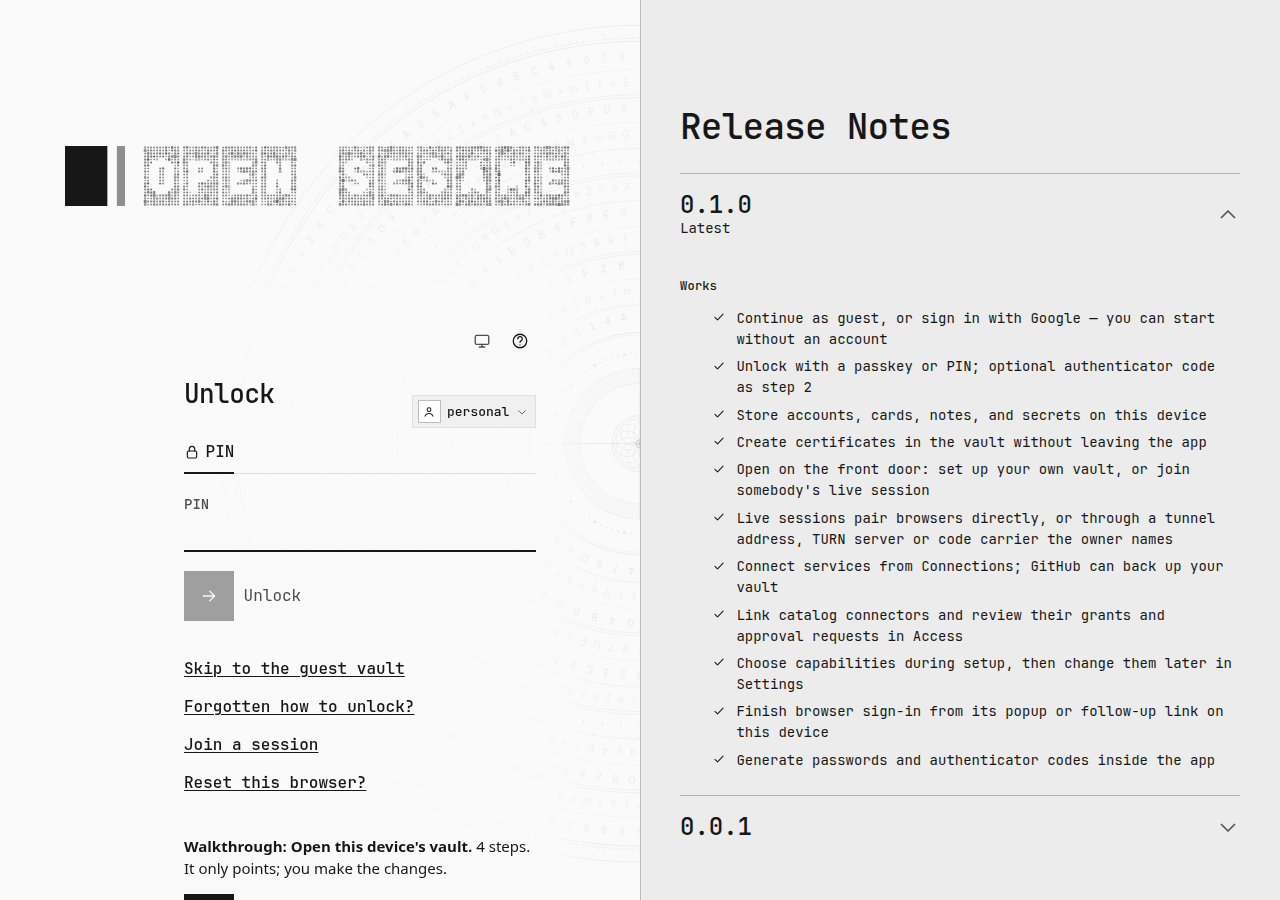 OPEN SESAME
Unlock
personal
PIN
PIN
Unlock
Skip to the guest vault
Forgotten how to unlock?
Join a session
Reset this browser?
Walkthrough: Open this device's vault. 4 steps.
It only points; you make the changes.
Release Notes
0.1.0
Latest
Works
Continue as guest, or sign in with Google — you can start
without an account
Unlock with a passkey or PIN; optional authenticator code
as step 2
Store accounts, cards, notes, and secrets on this device
Create certificates in the vault without leaving the app
Open on the front door: set up your own vault, or join
somebody's live session
Live sessions pair browsers directly, or through a tunnel
address, TURN server or code carrier the owner names
Connect services from Connections; GitHub can back up your
vault
Link catalog connectors and review their grants and
approval requests in Access
Choose capabilities during setup, then change them later in
Settings
Finish browser sign-in from its popup or follow-up link on
this device
Generate passwords and authenticator codes inside the app
0.0.1